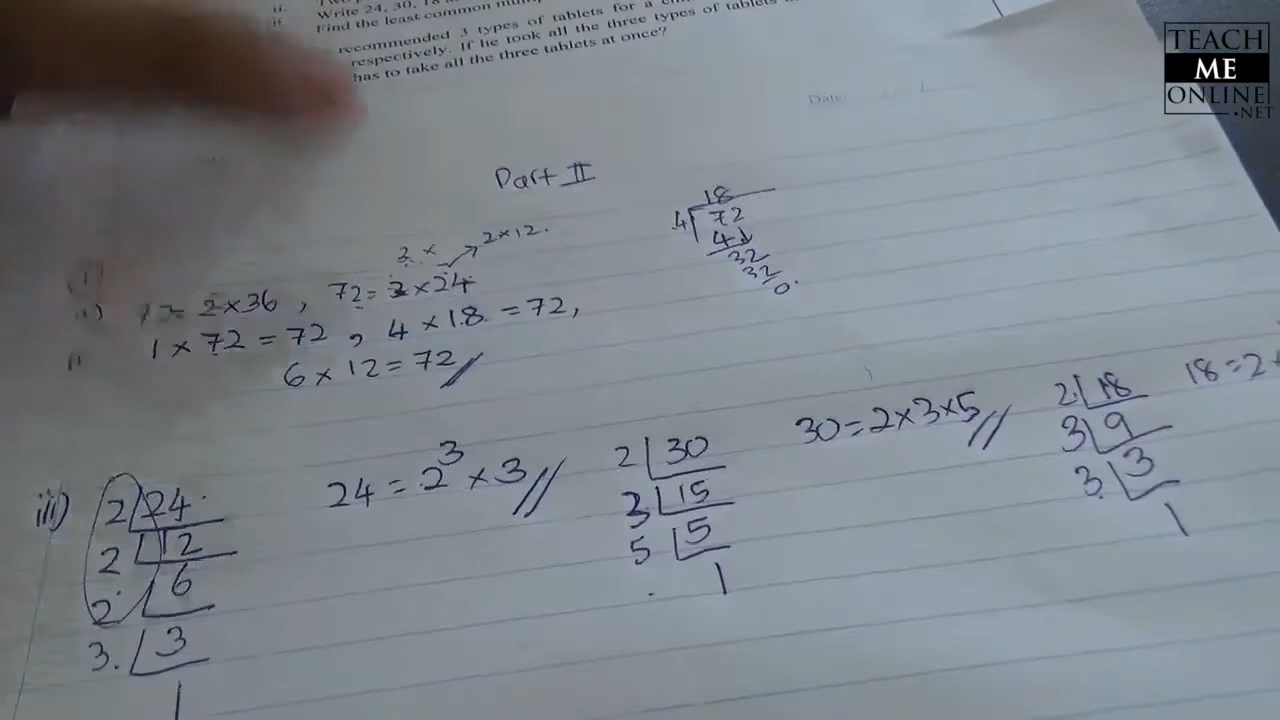 ii.
Write 24, 30, 18
Find the least common
recommended 3 types of tablets for a
respectively. If he took all the three types of tablets
has to take all the three tablets at once?
TEACH
ME
ONLINE
.NET
Date:
Part II
18
4 72
4
32
32
0
2 × 2×12.
2×36 , 72=3×24
1 × 72 = 72 , 4 × 18 = 72,
6 × 12 = 72 //
iii) 2 24
2 12
2 6
3 3
1
24 = 2³ × 3 //
2 30
3 15
5 5
1
30=2×3×5 //
2 18
3 9
3 3
1
18=2